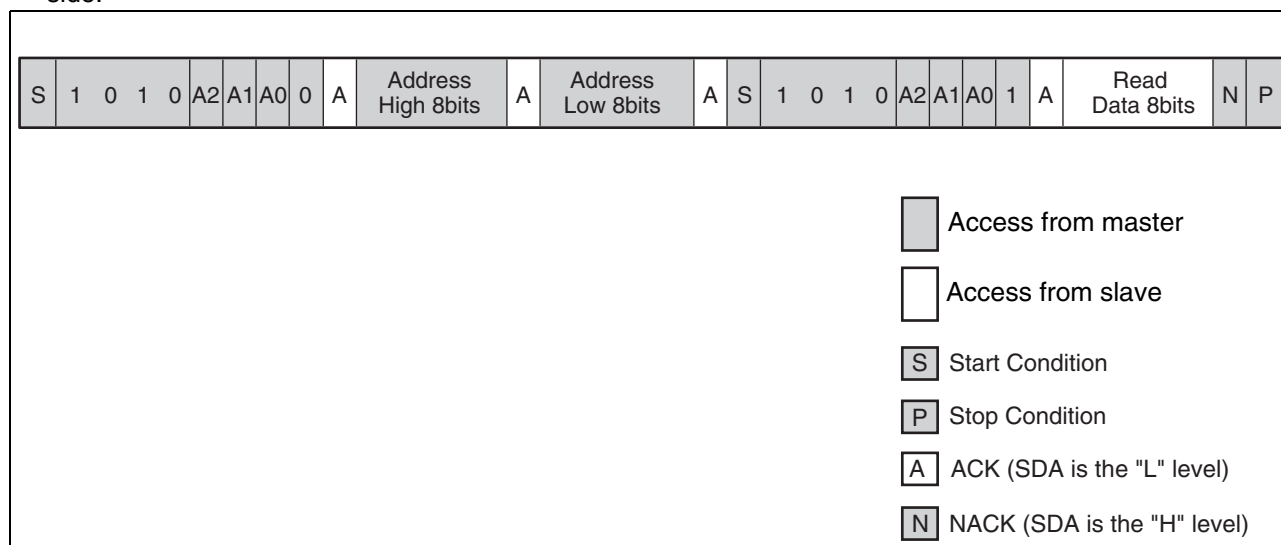 side.
S 1 0 1 0 A2 A1 A0 0 A Address High 8bits A Address Low 8bits A S 1 0 1 0 A2 A1 A0 1 A Read Data 8bits N P
Access from master
Access from slave
S Start Condition
P Stop Condition
A ACK (SDA is the "L" level)
N NACK (SDA is the "H" level)